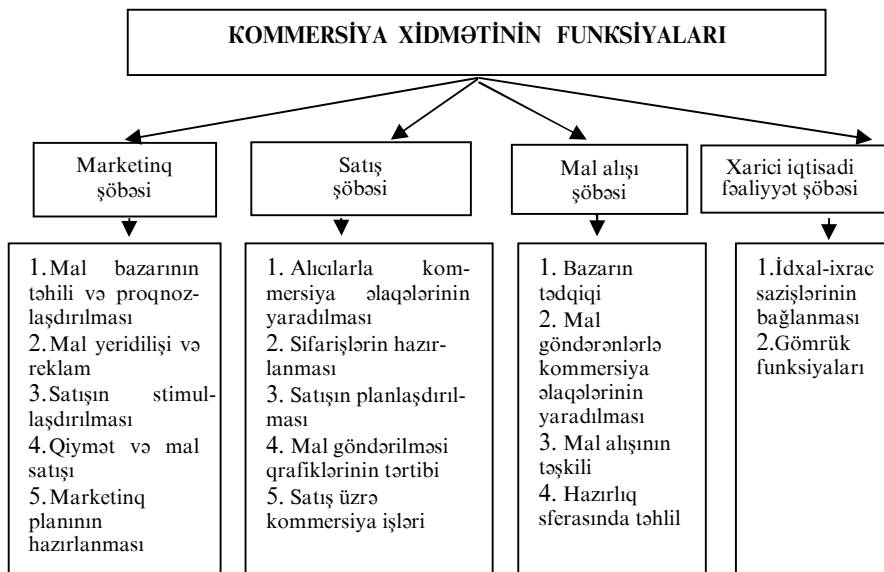 KOMMERSİYA XİDMƏTİNİN FUNKSİYALARI
Marketinq
şöbəsi
Satış
şöbəsi
Mal alışı
şöbəsi
Xarici iqtisadi
fəaliyyət şöbəsi
1. Mal bazarının
təhili və proqnoz-
laşdırılması
2. Mal yeridilişi və
reklam
3. Satışın stimul-
laşdırılması
4. Qiymət və mal
satışı
5. Marketinq
planının
hazırlanması
1. Alıcılarla kom-
mersiya əlaqələrinin
yaradılması
2. Sifarişlərin hazır-
lanması
3. Satışın planlaşdırıl-
ması
4. Mal göndərilməsi
qrafiklərinin tərtibi
5. Satış üzrə
kommersiya işləri
1. Bazarın
tədqiqi
2. Mal
göndərənlərlə
kommersiya
əlaqələrinin
yaradılması
3. Mal alışının
təşkili
4. Hazırlıq
sferasında təhlil
1.İdxal-ixrac
sazişlərinin
bağlanması
2.Gömrük
funksiyaları